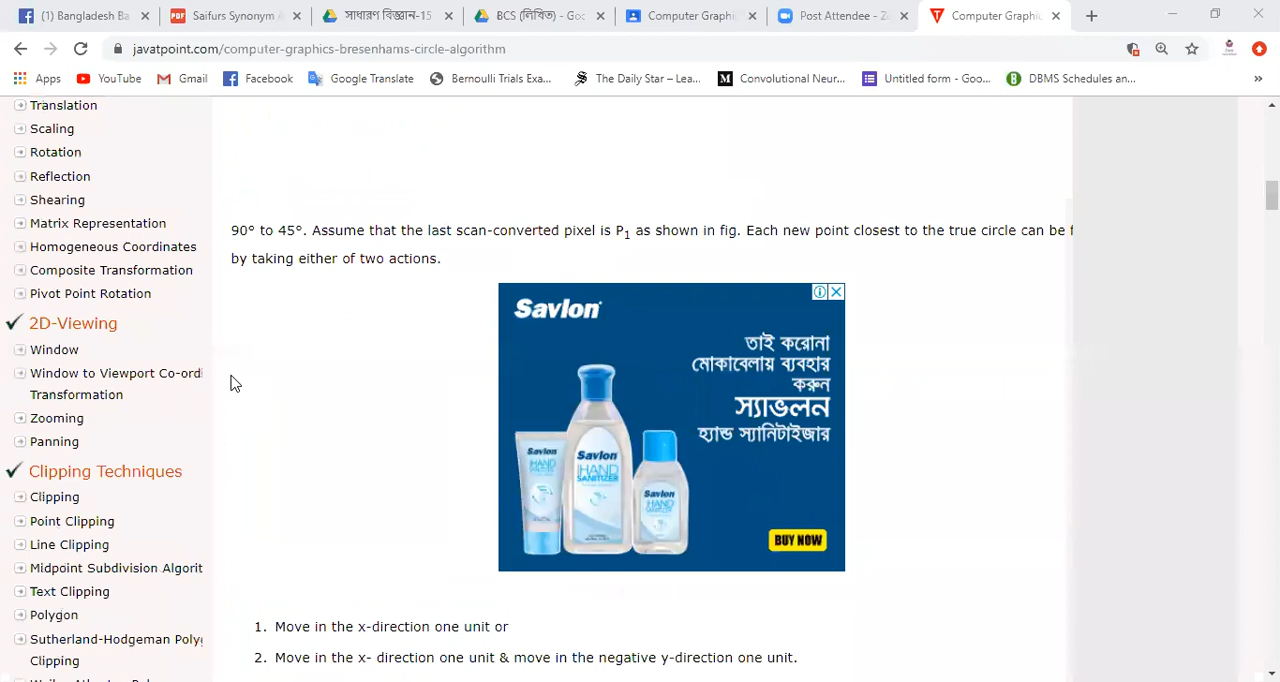 (1) Bangladesh Ba
Saifurs Synonym
সাধারণ বিজ্ঞান-15
BCS (লিখিত) - Goo
Computer Graphi
Post Attendee - Z
Computer Graphi
javatpoint.com/computer-graphics-bresenhams-circle-algorithm
Apps
YouTube
Gmail
Facebook
Google Translate
Bernoulli Trials Exa...
The Daily Star – Lea...
Convolutional Neur...
Untitled form - Goo...
DBMS Schedules an...
»
Translation
Scaling
Rotation
Reflection
Shearing
Matrix Representation
Homogeneous Coordinates
Composite Transformation
Pivot Point Rotation
2D-Viewing
Window
Window to Viewport Co-ord
Transformation
Zooming
Panning
Clipping Techniques
Clipping
Point Clipping
Line Clipping
Midpoint Subdivision Algorit
Text Clipping
Polygon
Sutherland-Hodgeman Poly
Clipping
90° to 45°. Assume that the last scan-converted pixel is P1 as shown in fig. Each new point closest to the true circle can be f
by taking either of two actions.
Savlon
তাই করোনা
মোকাবেলায় ব্যবহার
করুন
স্যাভলন
হ্যান্ড স্যানিটাইজার
Savlon
HAND
SANITIZER
Savlon
HAND
SANITIZER
Savlon
HAND
SANITIZER
BUY NOW
1. Move in the x-direction one unit or
2. Move in the x- direction one unit & move in the negative y-direction one unit.